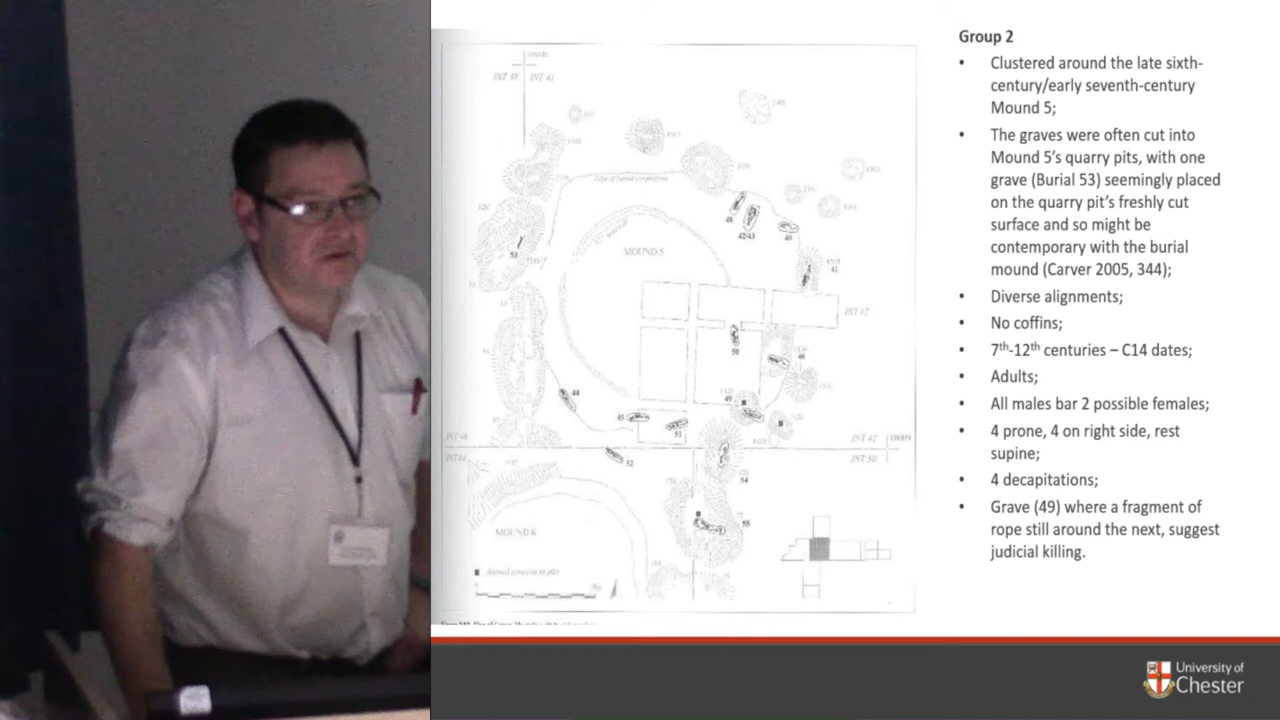 Group 2
• Clustered around the late sixth-
century/early seventh-century
Mound 5;
• The graves were often cut into
Mound 5's quarry pits, with one
grave (Burial 53) seemingly placed
on the quarry pit's freshly cut
surface and so might be
contemporary with the burial
mound (Carver 2005, 344);
• Diverse alignments;
• No coffins;
• 7th-12th centuries – C14 dates;
• Adults;
• All males bar 2 possible females;
• 4 prone, 4 on right side, rest
supine;
• 4 decapitations;
• Grave (49) where a fragment of
rope still around the next, suggest
judicial killing.
INT 41
MOUND 5
48
42/43
40
41
53
INT 12
50
46
49
44
45
51
52
INT 48
INT 42
INT 44
INT 50
54
55
MOUND 6
University of
Chester